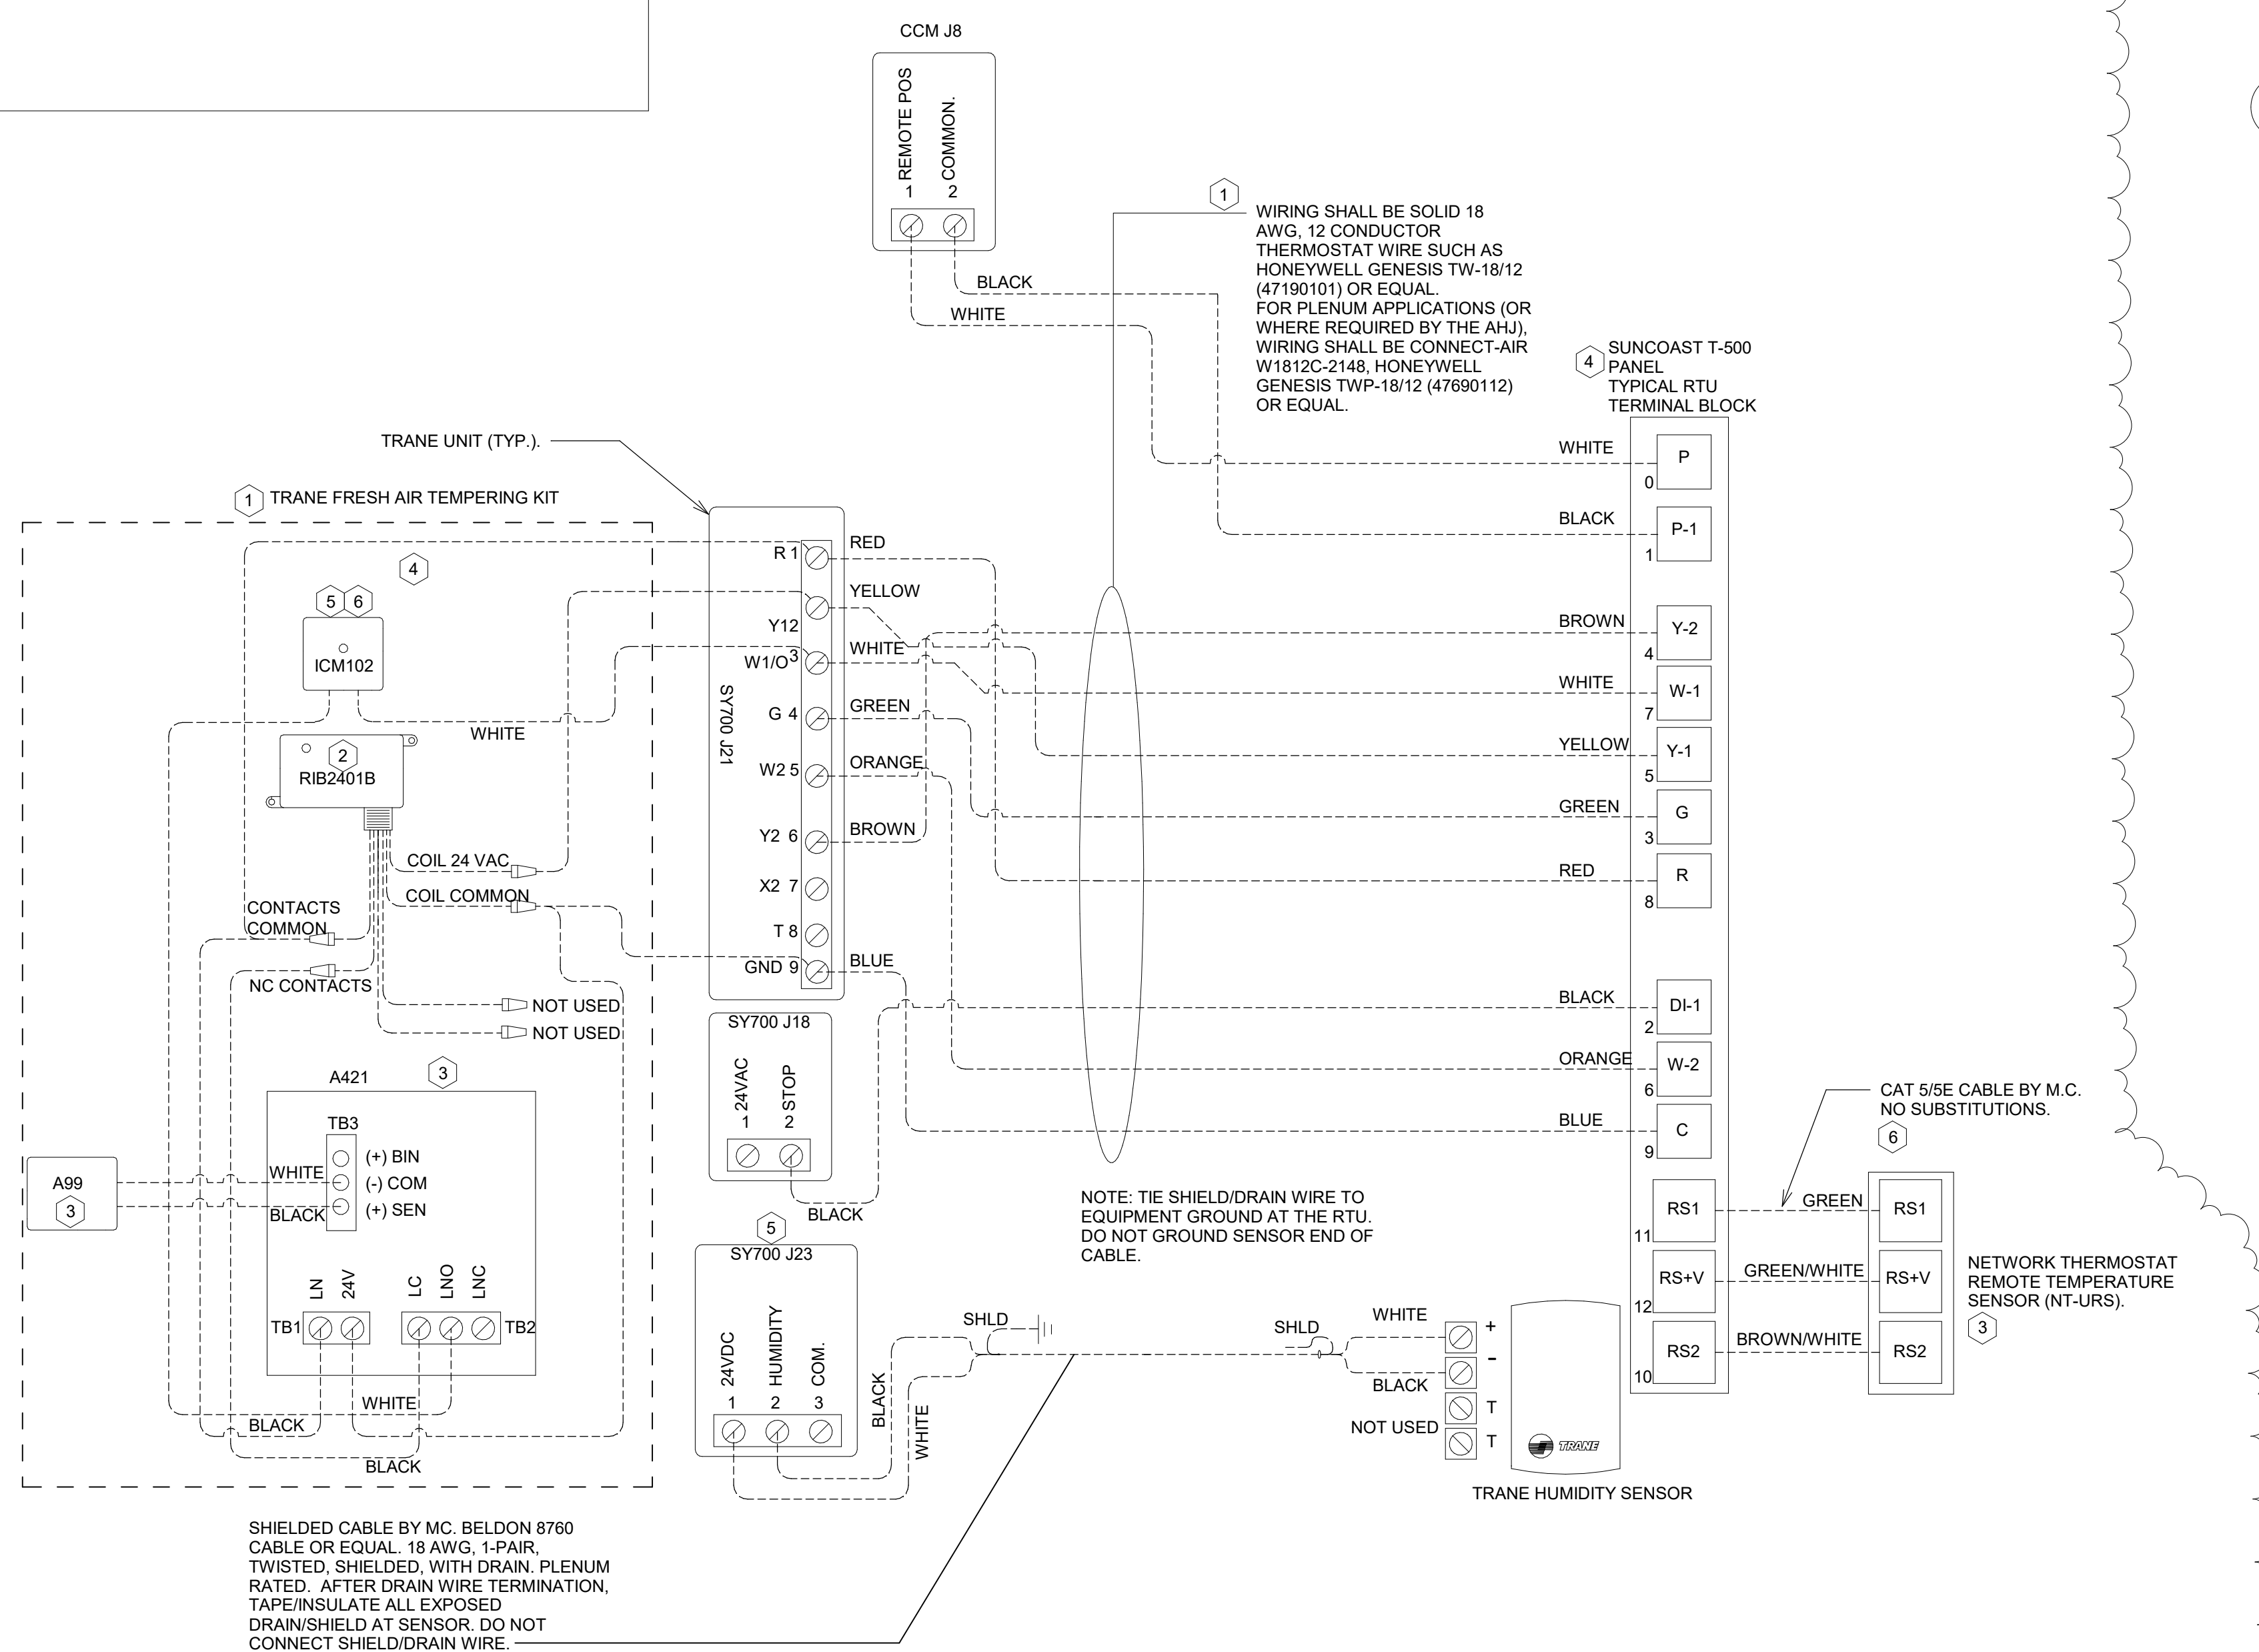 CCM J8
REMOTE POS
COMMON.
1
2
BLACK
WHITE
1
WIRING SHALL BE SOLID 18
AWG, 12 CONDUCTOR
THERMOSTAT WIRE SUCH AS
HONEYWELL GENESIS TW-18/12
(47190101) OR EQUAL.
FOR PLENUM APPLICATIONS (OR
WHERE REQUIRED BY THE AHJ),
WIRING SHALL BE CONNECT-AIR
W1812C-2148, HONEYWELL
GENESIS TWP-18/12 (47690112)
OR EQUAL.
4
SUNCOAST T-500
PANEL
TYPICAL RTU
TERMINAL BLOCK
TRANE UNIT (TYP.).
1
TRANE FRESH AIR TEMPERING KIT
4
5
6
ICM102
WHITE
2
RIB2401B
COIL 24 VAC
COIL COMMON
CONTACTS
COMMON
NC CONTACTS
NOT USED
NOT USED
SY700 J21
R 1
RED
YELLOW
Y12
W1/O 3
WHITE
G 4
GREEN
W2 5
ORANGE
Y2 6
BROWN
X2 7
T 8
GND 9
BLUE
WHITE
P
0
BLACK
P-1
1
BROWN
Y-2
4
WHITE
W-1
7
YELLOW
Y-1
5
GREEN
G
3
RED
R
8
BLACK
DI-1
2
ORANGE
W-2
6
BLUE
C
9
RS1
11
RS+V
12
RS2
10
SY700 J18
24VAC
STOP
1
2
BLACK
A421
3
TB3
(+) BIN
(-) COM
(+) SEN
WHITE
BLACK
A99
3
LN
24V
LC
LNO
LNC
TB1
TB2
WHITE
BLACK
BLACK
5
SY700 J23
24VDC
HUMIDITY
COM.
1
2
3
BLACK
WHITE
SHLD
NOTE: TIE SHIELD/DRAIN WIRE TO
EQUIPMENT GROUND AT THE RTU.
DO NOT GROUND SENSOR END OF
CABLE.
SHLD
WHITE
BLACK
NOT USED
+
-
T
T
TRANE
TRANE HUMIDITY SENSOR
CAT 5/5E CABLE BY M.C.
NO SUBSTITUTIONS.
6
GREEN
GREEN/WHITE
BROWN/WHITE
RS1
RS+V
RS2
NETWORK THERMOSTAT
REMOTE TEMPERATURE
SENSOR (NT-URS).
3
SHIELDED CABLE BY MC. BELDON 8760
CABLE OR EQUAL. 18 AWG, 1-PAIR,
TWISTED, SHIELDED, WITH DRAIN. PLENUM
RATED. AFTER DRAIN WIRE TERMINATION,
TAPE/INSULATE ALL EXPOSED
DRAIN/SHIELD AT SENSOR. DO NOT
CONNECT SHIELD/DRAIN WIRE.